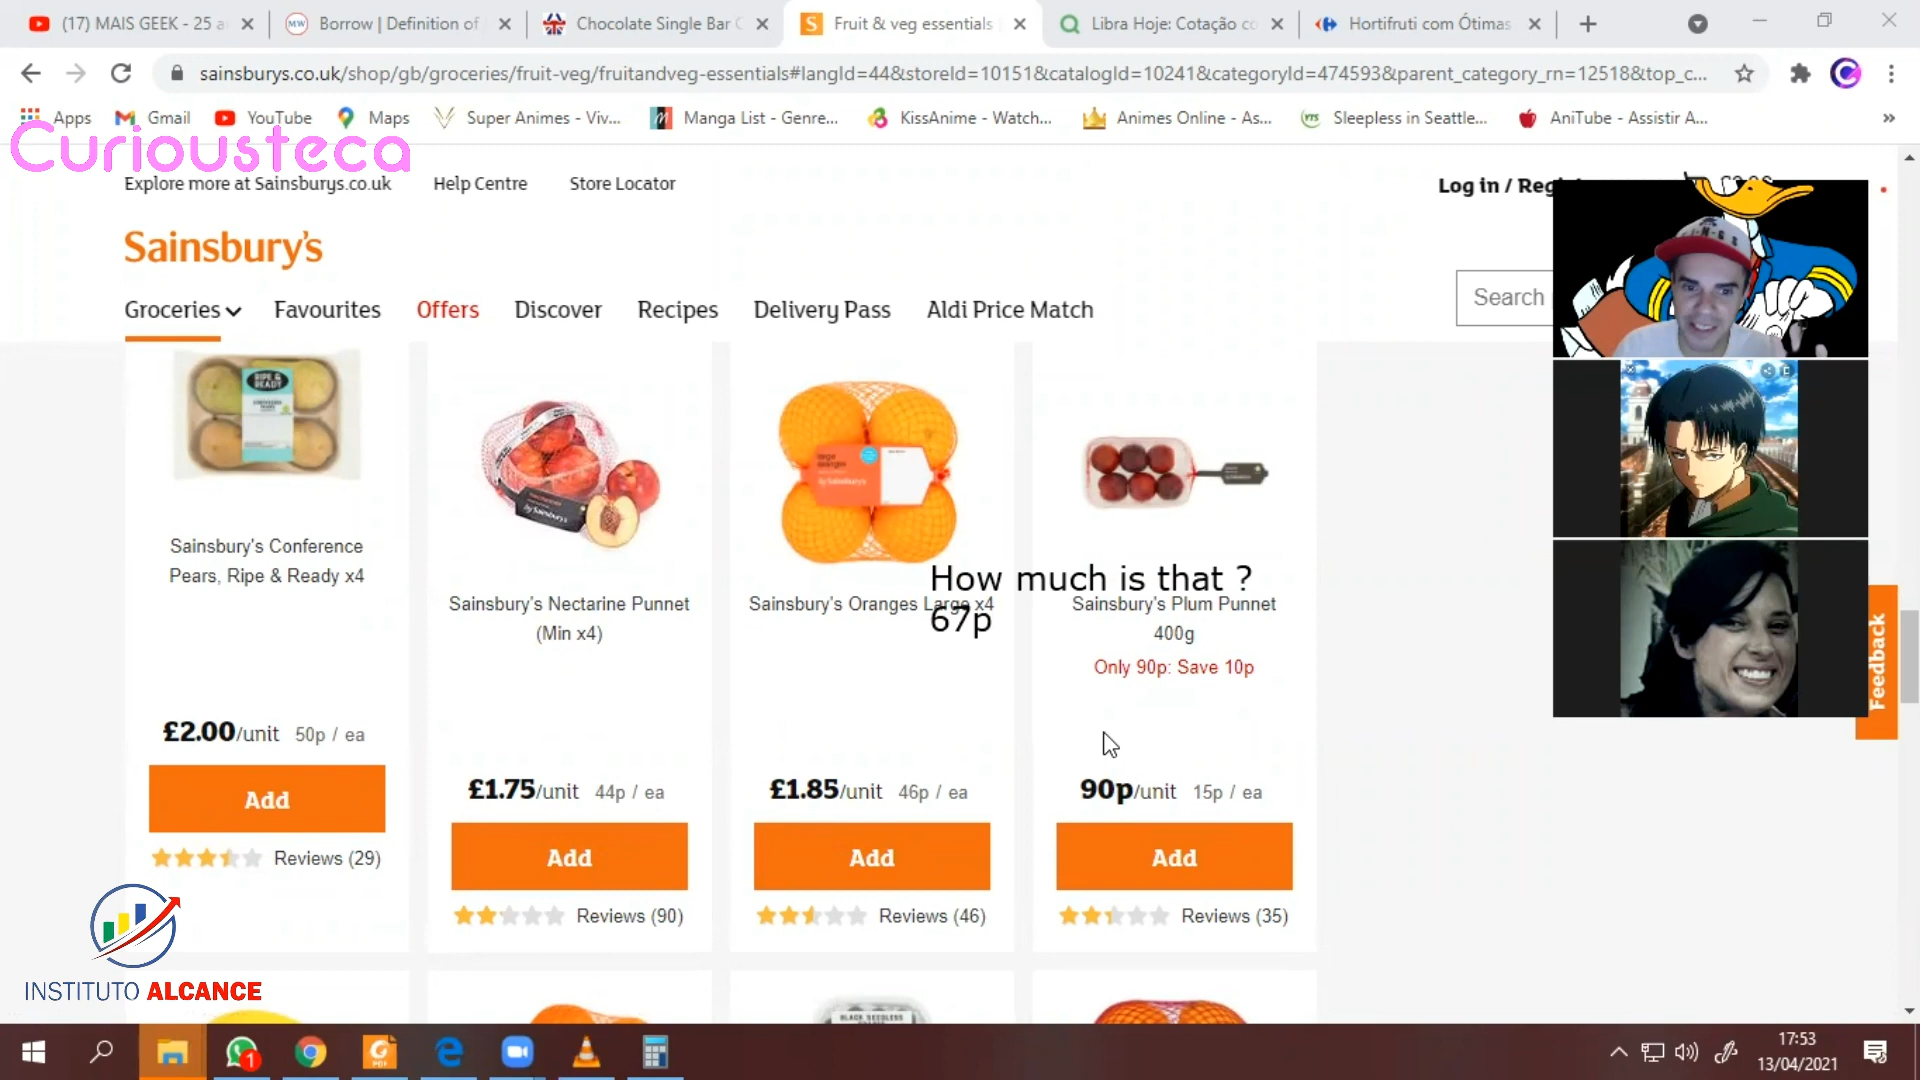 (17) MAIS GEEK - 25 a
Borrow | Definition of
Chocolate Single Bar C
Fruit & veg essentials
Libra Hoje: Cotação co
Hortifruti com Ótimas
sainsburys.co.uk/shop/gb/groceries/fruit-veg/fruitandveg-essentials#langId=44&storeId=10151&catalogId=10241&categoryId=474593&parent_category_rn=12518&top_c...
Apps
Gmail
YouTube
Maps
Super Animes - Viv...
Manga List - Genre...
KissAnime - Watch...
Animes Online - As...
Sleepless in Seattle...
AniTube - Assistir A...
»
Curiousteca
Explore more at Sainsburys.co.uk
Help Centre
Store Locator
Log in /
Sainsbury's
Groceries
Favourites
Offers
Discover
Recipes
Delivery Pass
Aldi Price Match
Search
RIPE & READY
Sainsbury's Conference
Pears, Ripe & Ready x4
£2.00/unit 50p / ea
Add
Reviews (29)
Sainsbury's Nectarine Punnet
(Min x4)
£1.75/unit 44p / ea
Add
Reviews (90)
Sainsbury's Oranges Large x4
£1.85/unit 46p / ea
Add
Reviews (46)
How much is that ?
67p
Sainsbury's Plum Punnet
400g
Only 90p: Save 10p
90p/unit 15p / ea
Add
Reviews (35)
Feedback
BLACK SEEDLESS
INSTITUTO ALCANCE
1
17:53
13/04/2021